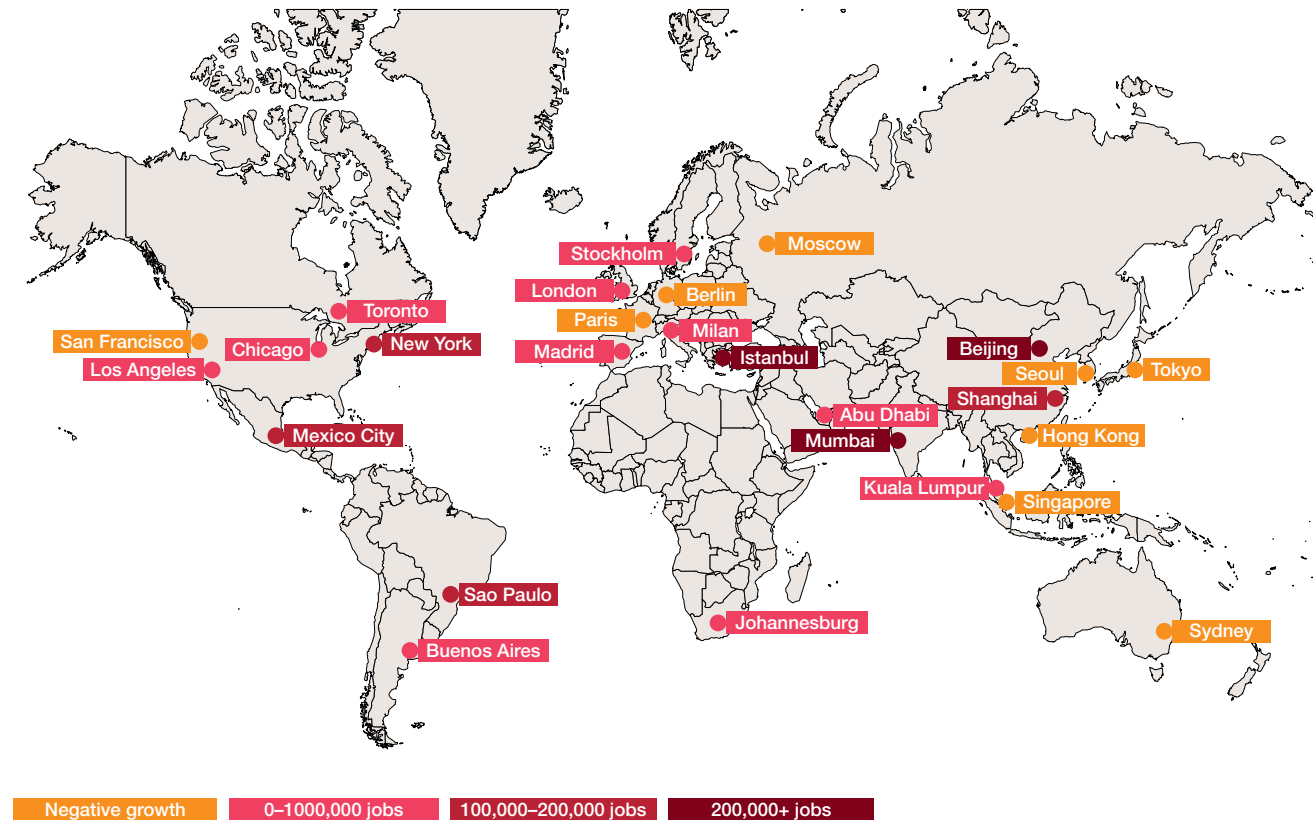 Stockholm
Moscow
London
Berlin
Toronto
Paris
Milan
San Francisco
New York
Chicago
Madrid
Istanbul
Beijing
Los Angeles
Seoul
Tokyo
Shanghai
Abu Dhabi
Mexico City
Mumbai
Hong Kong
Kuala Lumpur
Singapore
Sao Paulo
Johannesburg
Sydney
Buenos Aires
Negative growth
0–1000,000 jobs
100,000–200,000 jobs
200,000+ jobs